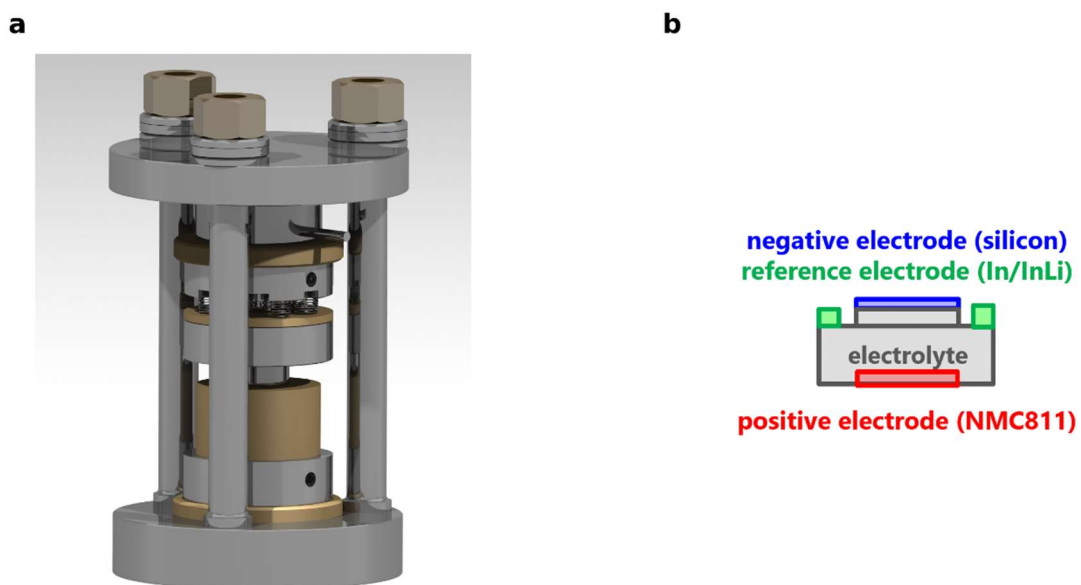 a
b
negative electrode (silicon)
reference electrode (In/InLi)
electrolyte
positive electrode (NMC811)